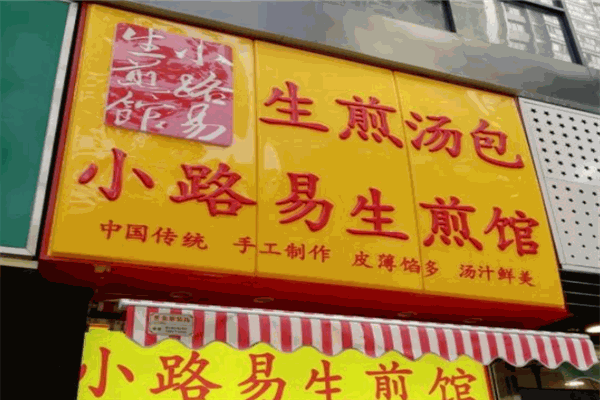 小路易
生煎馆
生煎汤包
小路易生煎馆
中国传统 手工制作 皮薄馅多 汤汁鲜美
小路易生煎馆